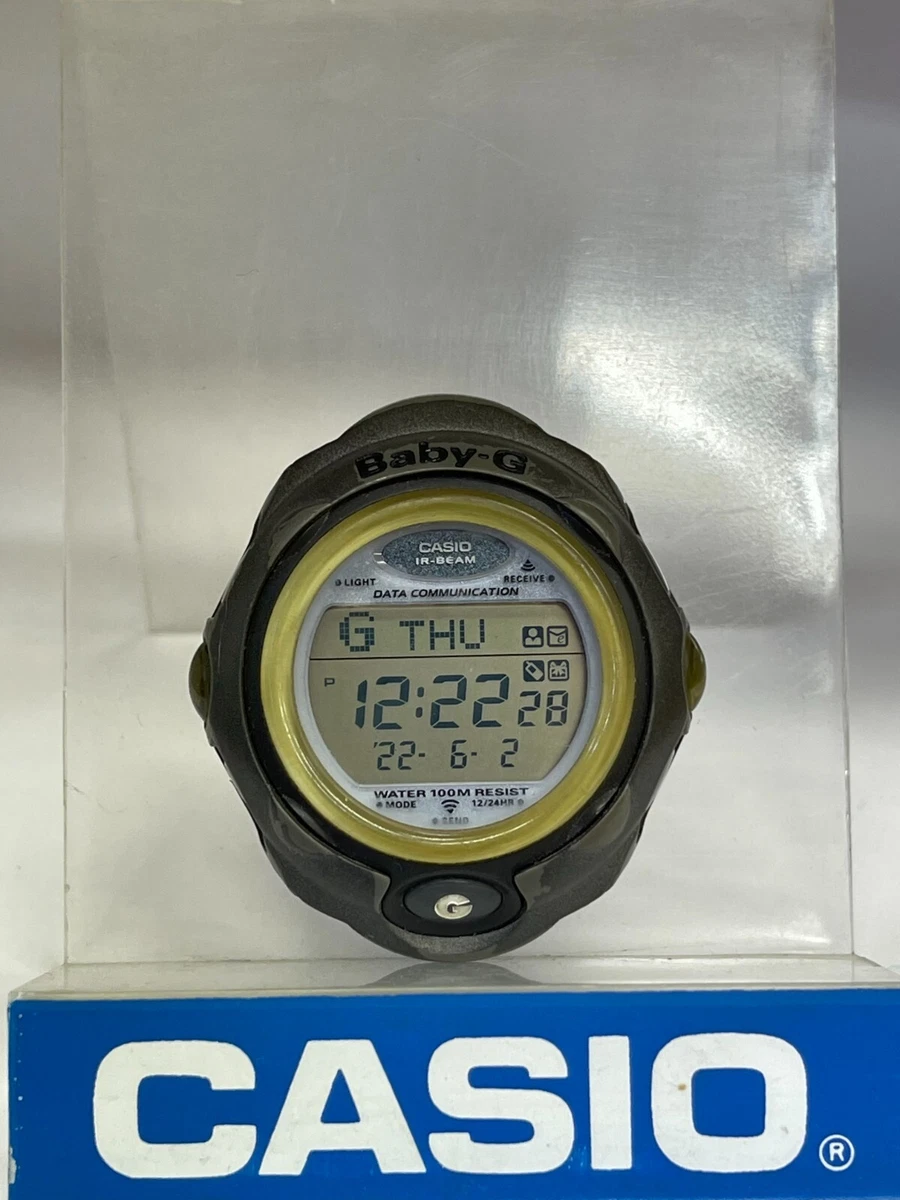 Baby-G
CASIO
IR-BEAM
LIGHT RECEIVE
DATA COMMUNICATION
G THU
P 12:22 28
'22- 6- 2
WATER 100M RESIST
MODE 12/24HR
SEND
G
CASIO®